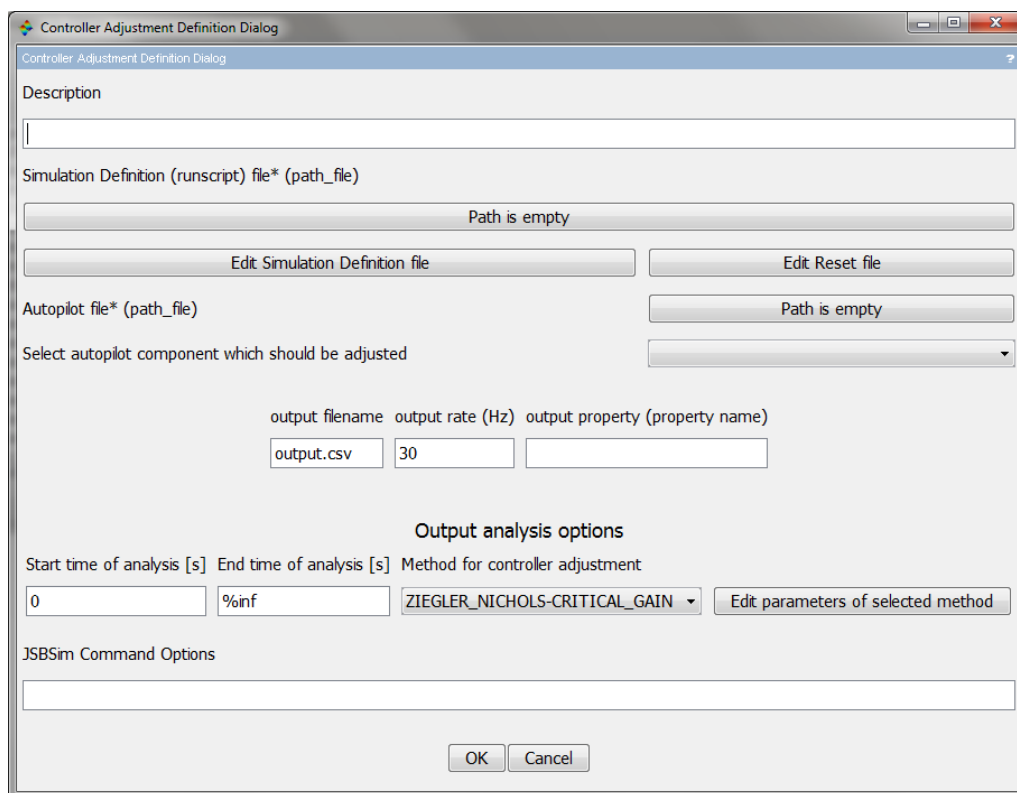 Controller Adjustment Definition Dialog
Controller Adjustment Definition Dialog ?
Description
Simulation Definition (runscript) file* (path_file)
Path is empty
Edit Simulation Definition file Edit Reset file
Autopilot file* (path_file) Path is empty
Select autopilot component which should be adjusted
output filename output rate (Hz) output property (property name)
output.csv 30
Output analysis options
Start time of analysis [s] End time of analysis [s] Method for controller adjustment
0 %inf ZIEGLER_NICHOLS-CRITICAL_GAIN Edit parameters of selected method
JSBSim Command Options
OK Cancel